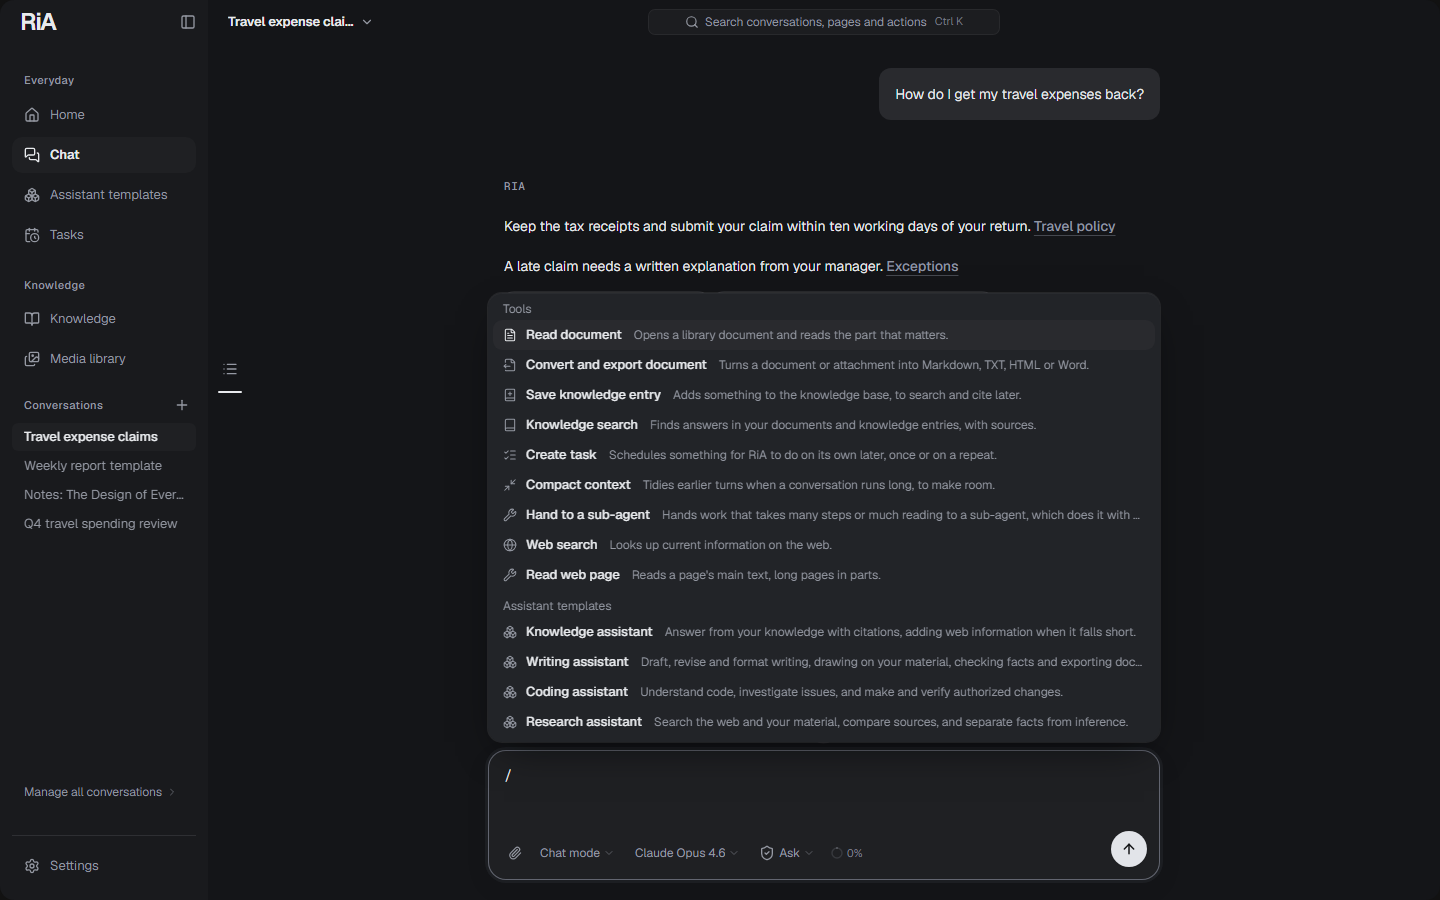 RiA
Travel expense clai...
Search conversations, pages and actions Ctrl K
Everyday
Home
Chat
Assistant templates
Tasks
Knowledge
Knowledge
Media library
Conversations
Travel expense claims
Weekly report template
Notes: The Design of Ever...
Q4 travel spending review
Manage all conversations
Settings
How do I get my travel expenses back?
RIA
Keep the tax receipts and submit your claim within ten working days of your return. Travel policy
A late claim needs a written explanation from your manager. Exceptions
Tools
Read document Opens a library document and reads the part that matters.
Convert and export document Turns a document or attachment into Markdown, TXT, HTML or Word.
Save knowledge entry Adds something to the knowledge base, to search and cite later.
Knowledge search Finds answers in your documents and knowledge entries, with sources.
Create task Schedules something for RiA to do on its own later, once or on a repeat.
Compact context Tidies earlier turns when a conversation runs long, to make room.
Hand to a sub-agent Hands work that takes many steps or much reading to a sub-agent, which does it with ...
Web search Looks up current information on the web.
Read web page Reads a page's main text, long pages in parts.
Assistant templates
Knowledge assistant Answer from your knowledge with citations, adding web information when it falls short.
Writing assistant Draft, revise and format writing, drawing on your material, checking facts and exporting doc...
Coding assistant Understand code, investigate issues, and make and verify authorized changes.
Research assistant Search the web and your material, compare sources, and separate facts from inference.
/
Chat mode Claude Opus 4.6 Ask 0%